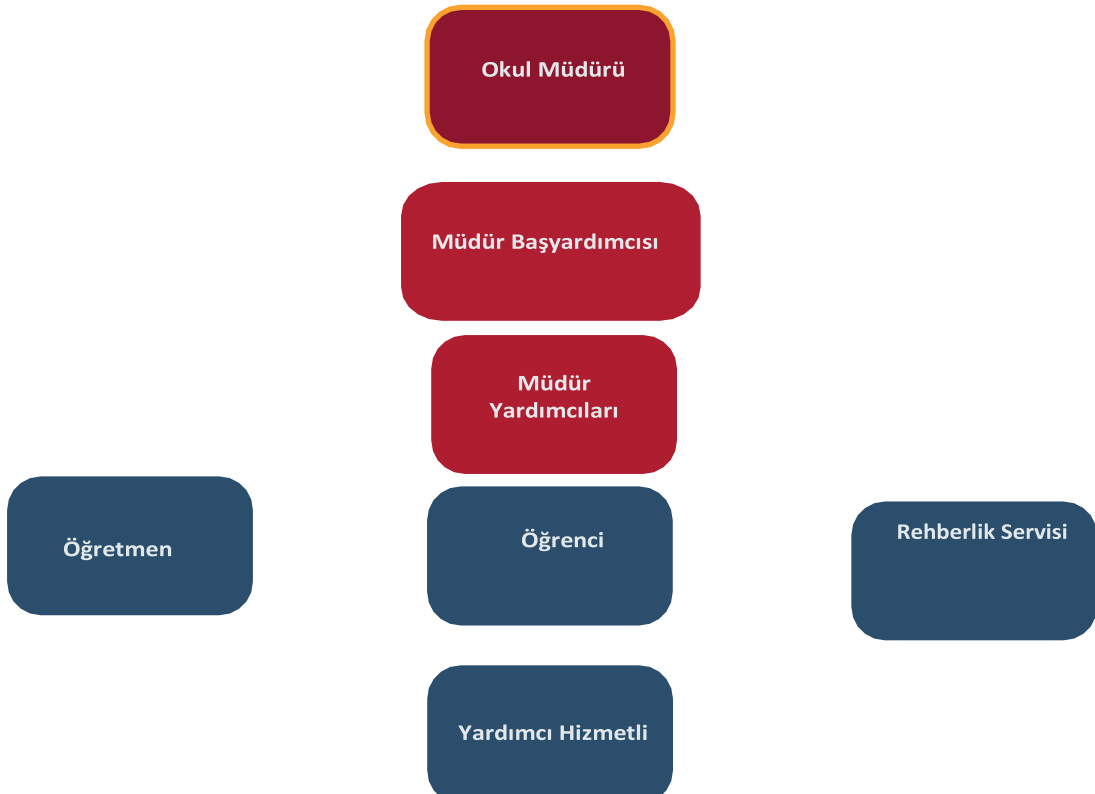 Okul Müdürü
Müdür Başyardımcısı
Müdür
Yardımcıları
Öğretmen
Öğrenci
Rehberlik Servisi
Yardımcı Hizmetli